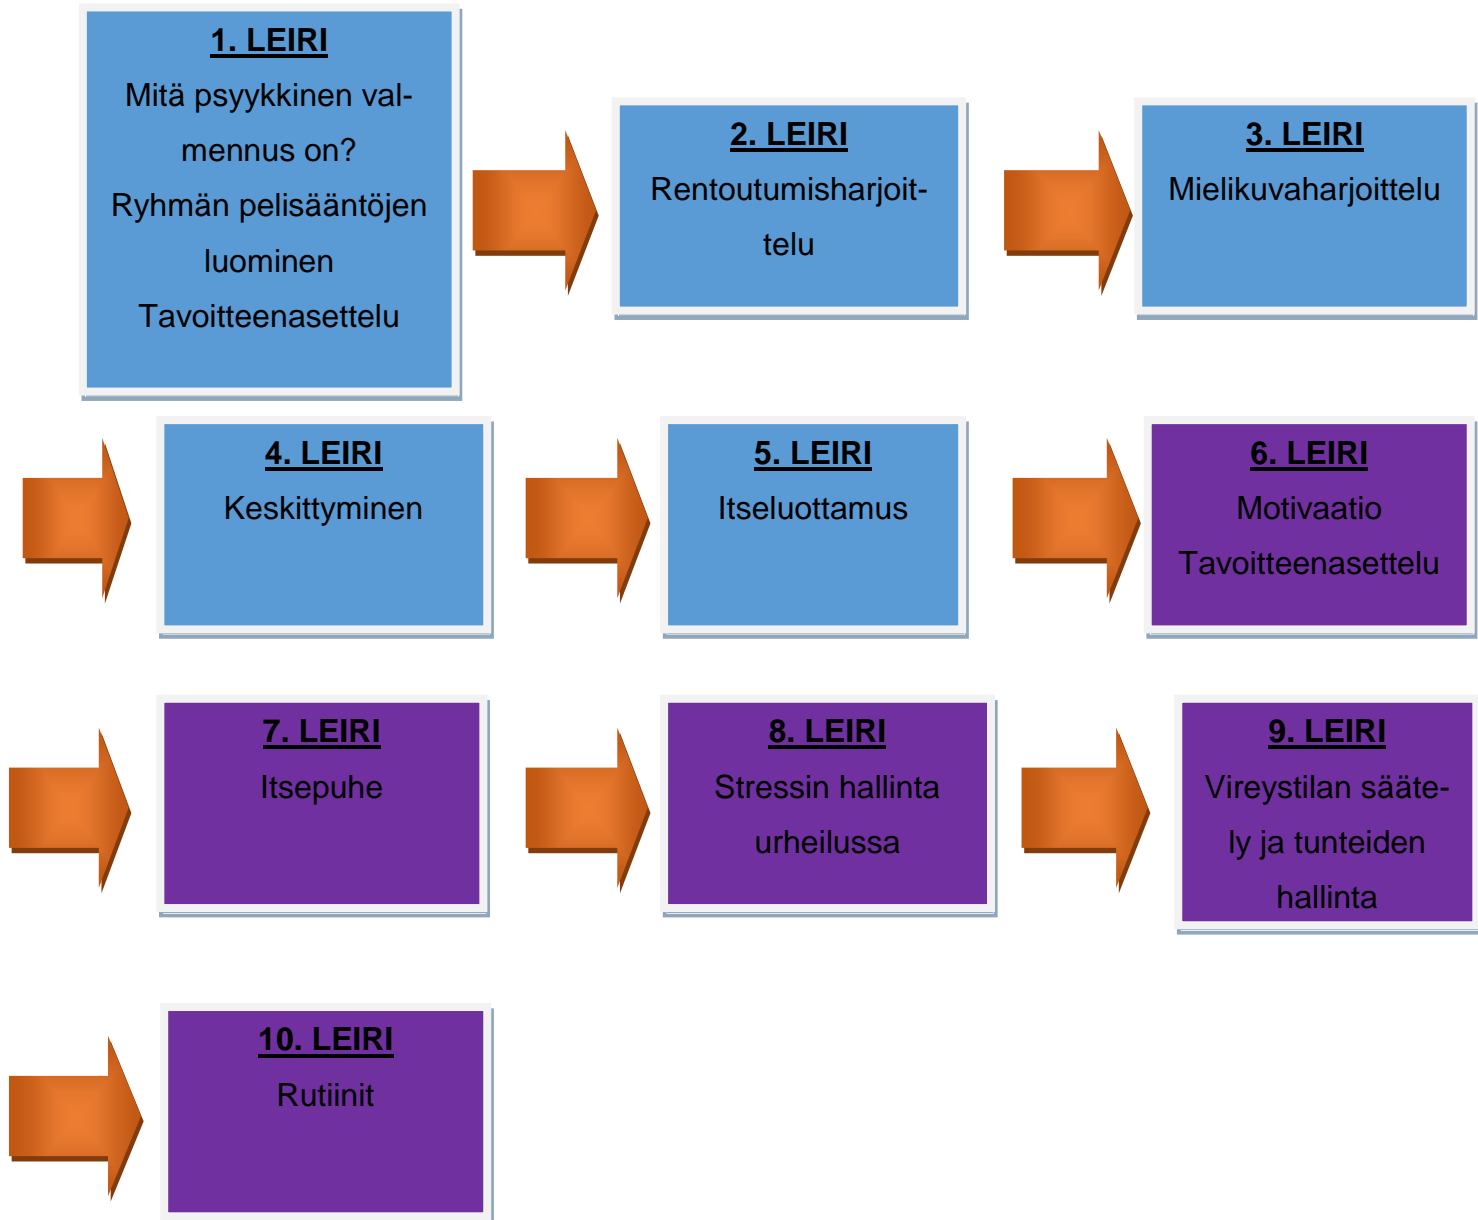 1. LEIRI
Mitä psyykkinen val-
mennus on?
Ryhmän pelisääntöjen
luominen
Tavoitteenasettelu
2. LEIRI
Rentoutumisharjoit-
telu
3. LEIRI
Mielikuvaharjoittelu
4. LEIRI
Keskittyminen
5. LEIRI
Itseluottamus
6. LEIRI
Motivaatio
Tavoitteenasettelu
7. LEIRI
Itsepuhe
8. LEIRI
Stressin hallinta
urheilussa
9. LEIRI
Vireystilan sääte-
ly ja tunteiden
hallinta
10. LEIRI
Rutiinit